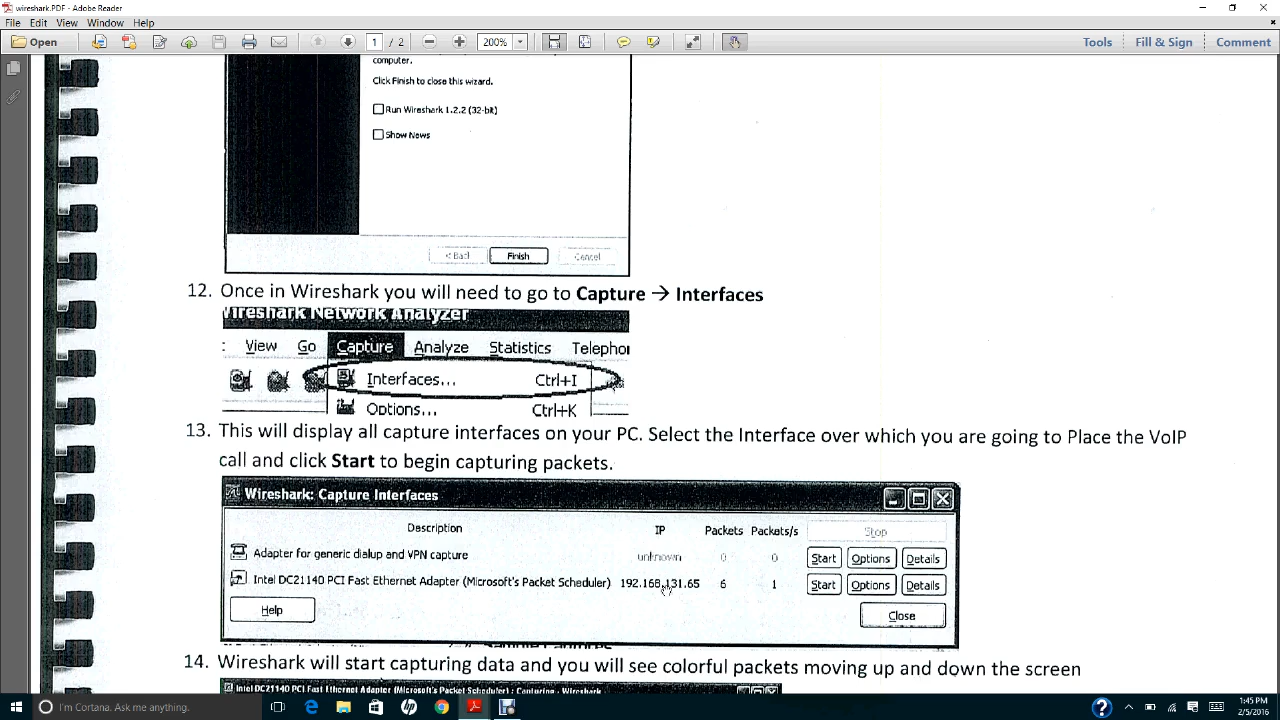 wireshark.PDF - Adobe Reader
File Edit View Window Help
Open 1 / 2 200% Tools Fill & Sign Comment
computer.
Click Finish to close this wizard.
Run Wireshark 1.2.2 (32-bit)
Show News
< Back Finish Cancel
12. Once in Wireshark you will need to go to Capture → Interfaces
Wireshark Network Analyzer
: View Go Capture Analyze Statistics Telephon
Interfaces... Ctrl+I
Options... Ctrl+K
13. This will display all capture interfaces on your PC. Select the Interface over which you are going to Place the VoIP
call and click Start to begin capturing packets.
Wireshark: Capture Interfaces
Description IP Packets Packets/s Stop
Adapter for generic dialup and VPN capture unknown 0 0 Start Options Details
Intel DC21140 PCI Fast Ethernet Adapter (Microsoft's Packet Scheduler) 192.168.131.65 6 1 Start Options Details
Help Close
14. Wireshark will start capturing data and you will see colorful packets moving up and down the screen
Intel DC21140 PCI Fast Ethernet Adapter (Microsoft's Packet Scheduler) : Capturing - Wireshark
I'm Cortana. Ask me anything. 1:45 PM
2/5/2016